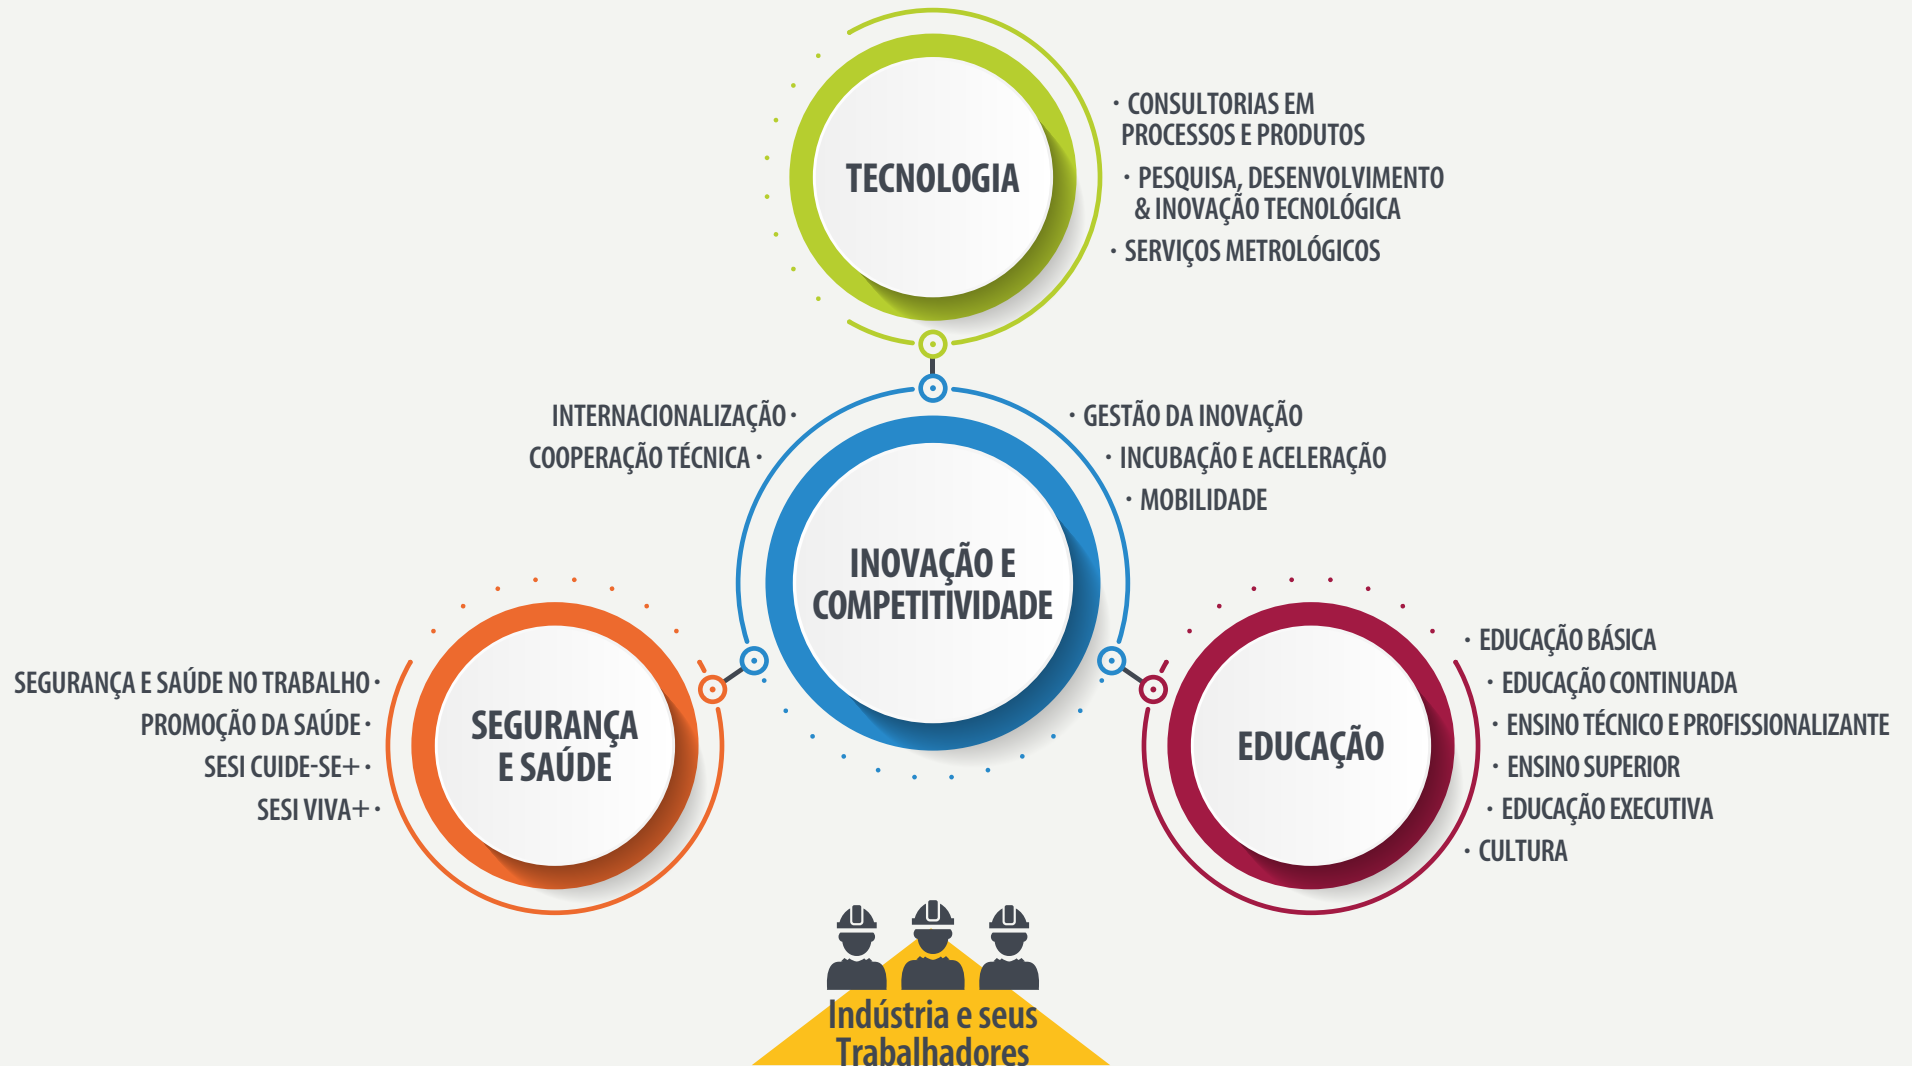 TECNOLOGIA
· CONSULTORIAS EM
PROCESSOS E PRODUTOS
· PESQUISA, DESENVOLVIMENTO
& INOVAÇÃO TECNOLÓGICA
· SERVIÇOS METROLÓGICOS
INTERNACIONALIZAÇÃO ·
COOPERAÇÃO TÉCNICA ·
· GESTÃO DA INOVAÇÃO
· INCUBAÇÃO E ACELERAÇÃO
· MOBILIDADE
INOVAÇÃO E
COMPETITIVIDADE
SEGURANÇA E SAÚDE NO TRABALHO ·
PROMOÇÃO DA SAÚDE ·
SESI CUIDE-SE+ ·
SESI VIVA+ ·
SEGURANÇA
E SAÚDE
EDUCAÇÃO
· EDUCAÇÃO BÁSICA
· EDUCAÇÃO CONTINUADA
· ENSINO TÉCNICO E PROFISSIONALIZANTE
· ENSINO SUPERIOR
· EDUCAÇÃO EXECUTIVA
· CULTURA
Indústria e seus
Trabalhadores